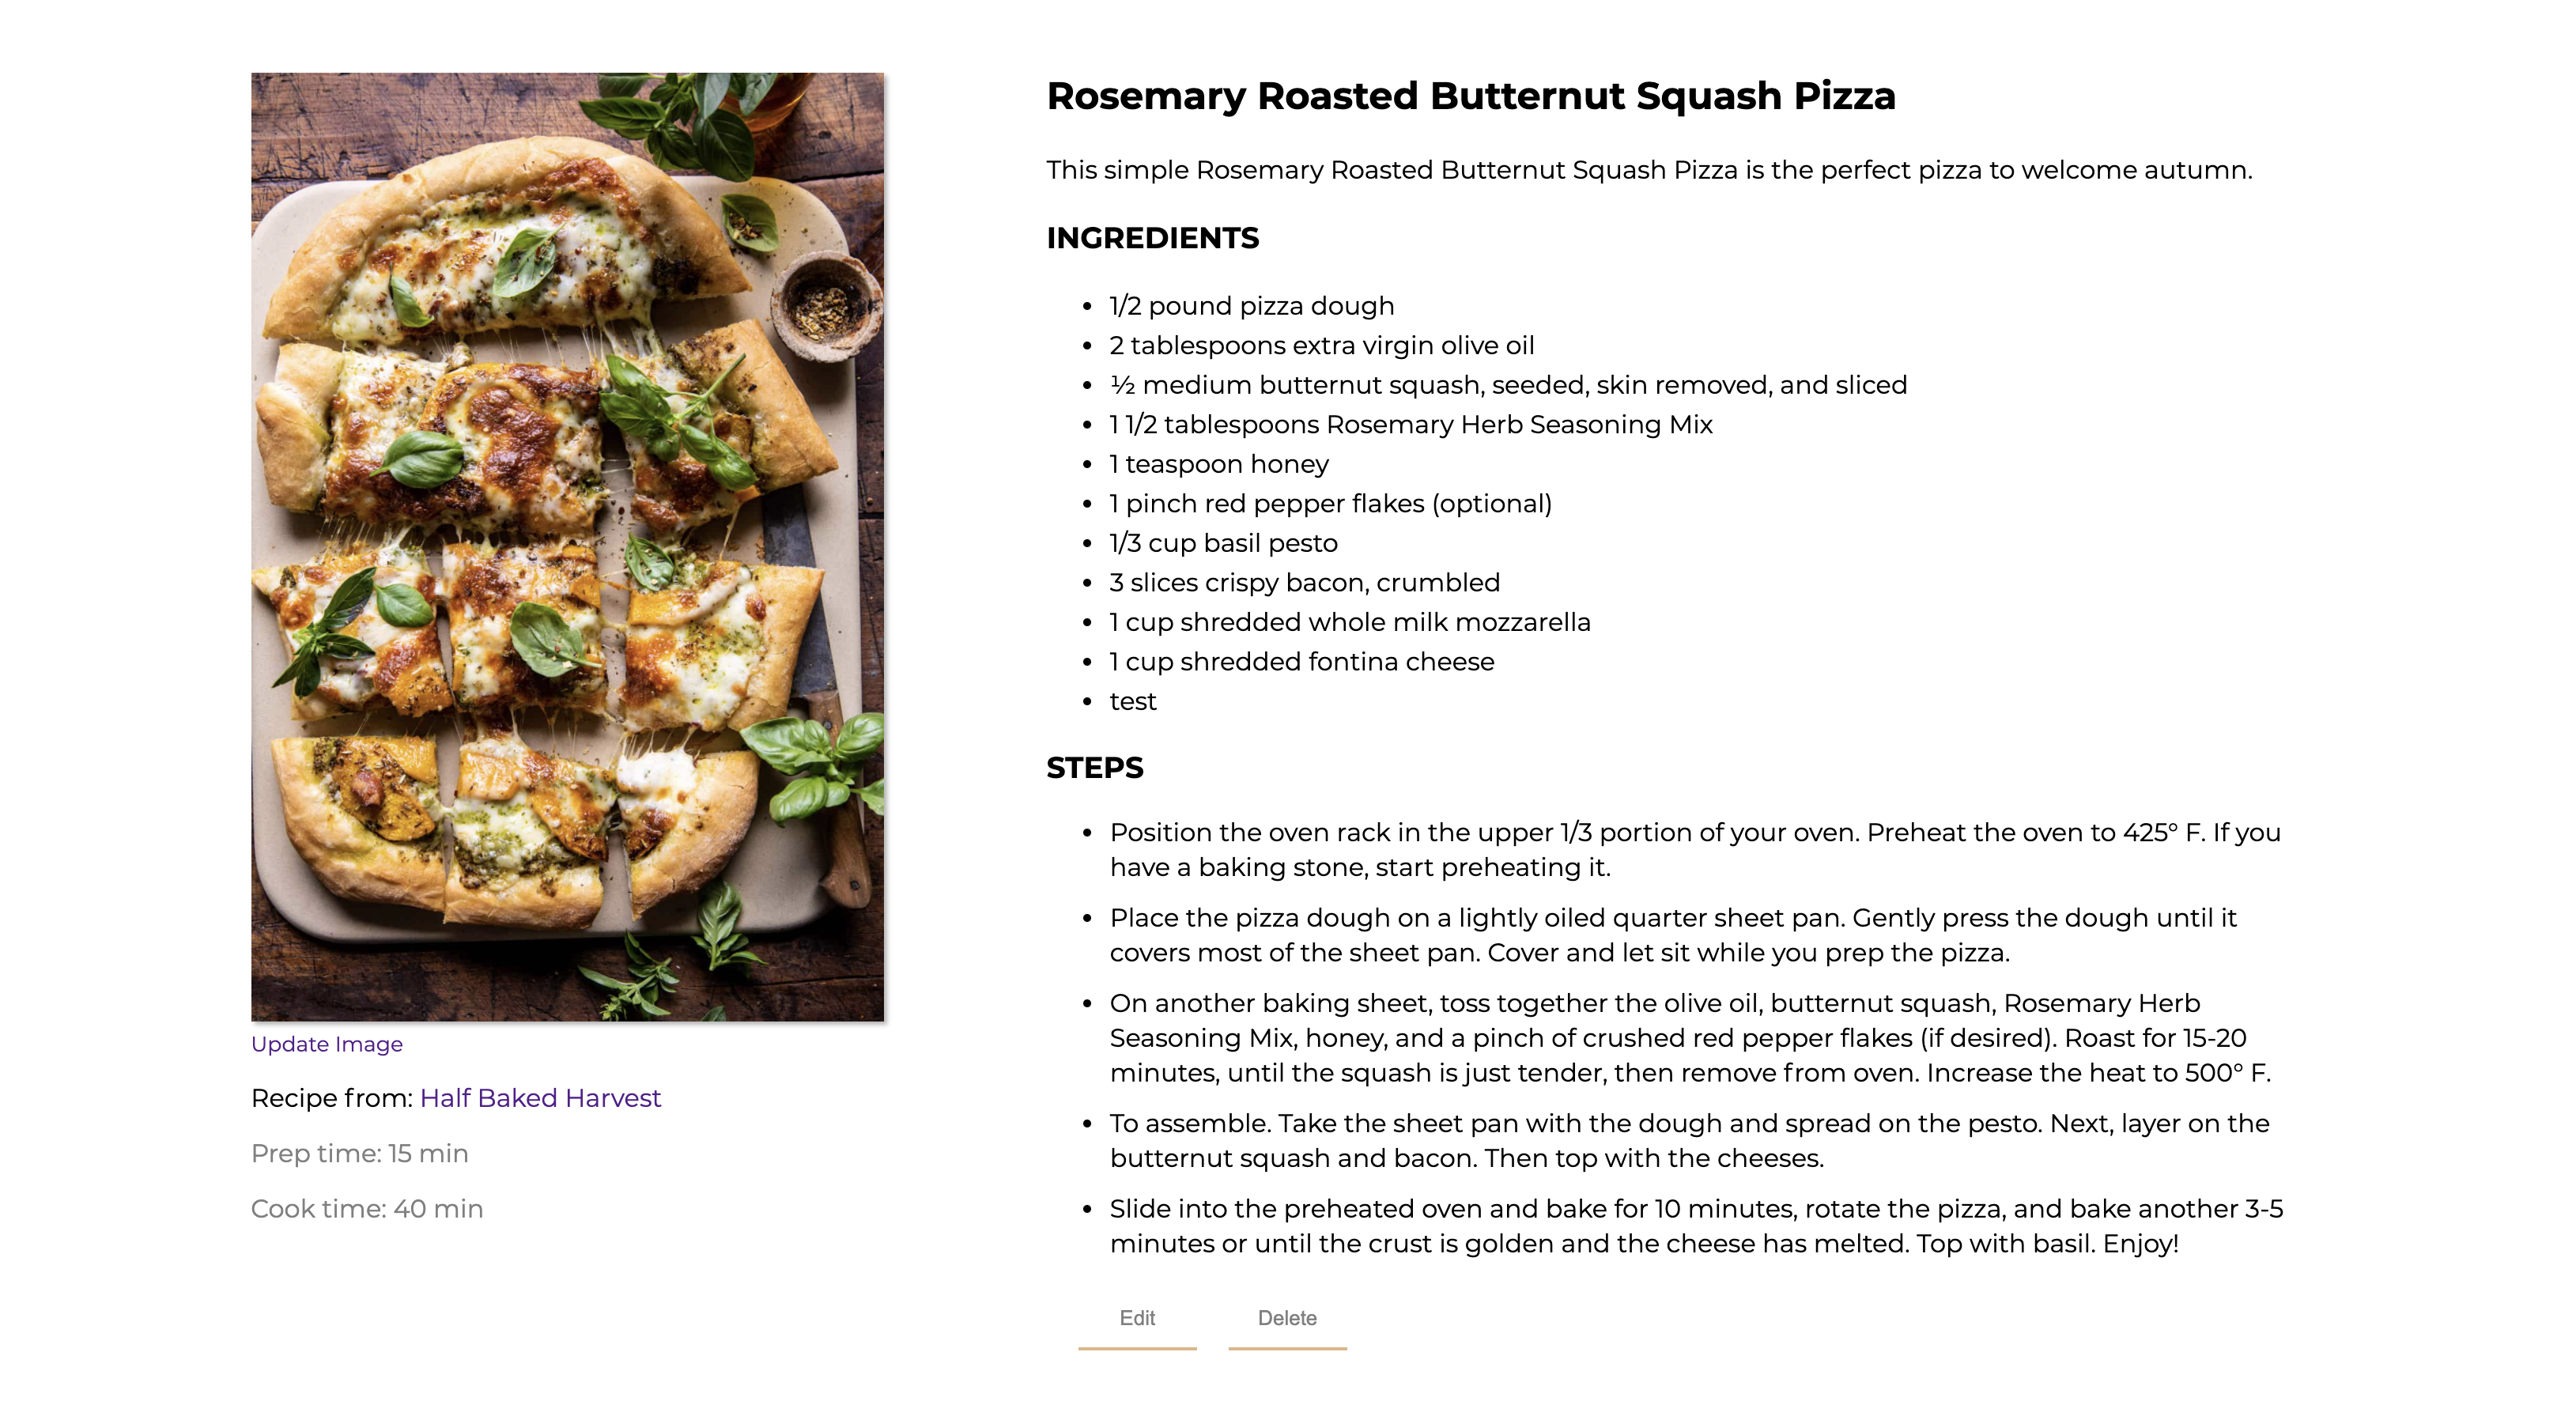 Rosemary Roasted Butternut Squash Pizza
This simple Rosemary Roasted Butternut Squash Pizza is the perfect pizza to welcome autumn.
INGREDIENTS
• 1/2 pound pizza dough
• 2 tablespoons extra virgin olive oil
• ½ medium butternut squash, seeded, skin removed, and sliced
• 1 1/2 tablespoons Rosemary Herb Seasoning Mix
• 1 teaspoon honey
• 1 pinch red pepper flakes (optional)
• 1/3 cup basil pesto
• 3 slices crispy bacon, crumbled
• 1 cup shredded whole milk mozzarella
• 1 cup shredded fontina cheese
• test
STEPS
• Position the oven rack in the upper 1/3 portion of your oven. Preheat the oven to 425° F. If you
have a baking stone, start preheating it.
• Place the pizza dough on a lightly oiled quarter sheet pan. Gently press the dough until it
covers most of the sheet pan. Cover and let sit while you prep the pizza.
• On another baking sheet, toss together the olive oil, butternut squash, Rosemary Herb
Seasoning Mix, honey, and a pinch of crushed red pepper flakes (if desired). Roast for 15-20
minutes, until the squash is just tender, then remove from oven. Increase the heat to 500° F.
• To assemble. Take the sheet pan with the dough and spread on the pesto. Next, layer on the
butternut squash and bacon. Then top with the cheeses.
• Slide into the preheated oven and bake for 10 minutes, rotate the pizza, and bake another 3-5
minutes or until the crust is golden and the cheese has melted. Top with basil. Enjoy!
Edit
Delete
Update Image
Recipe from: Half Baked Harvest
Prep time: 15 min
Cook time: 40 min